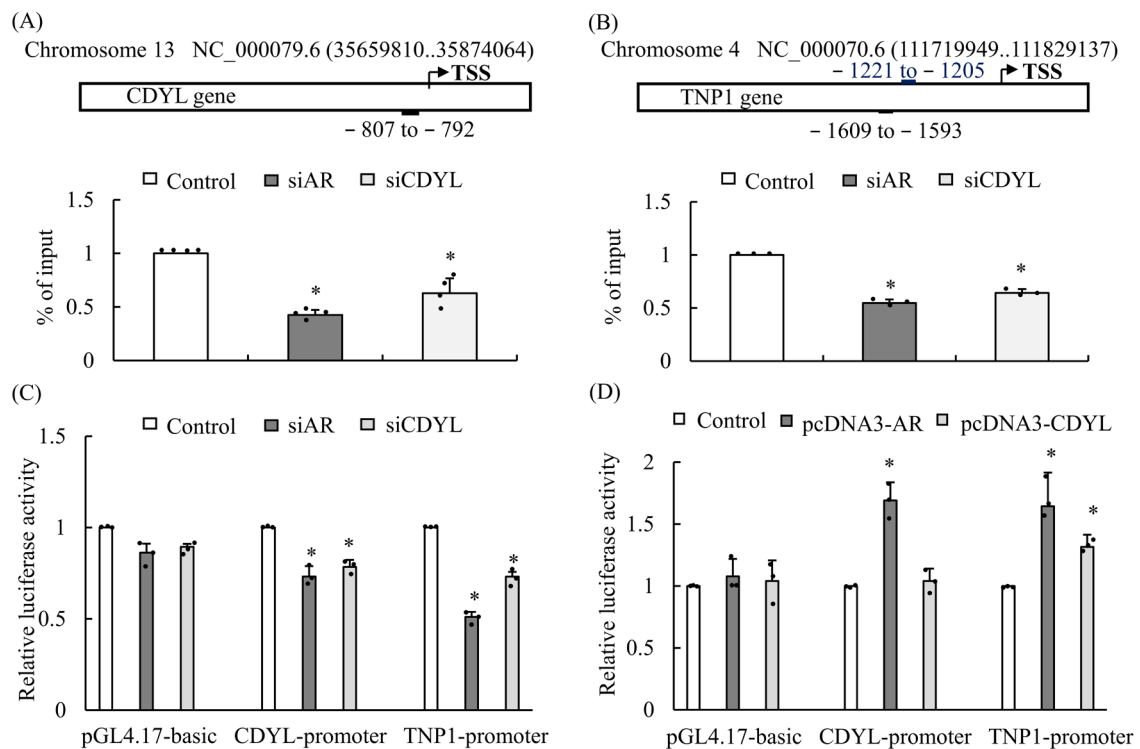 (A)
Chromosome 13 NC_000079.6 (35659810..35874064)
TSS
CDYL gene
– 807 to – 792
Control siAR siCDYL
% of input
1.5
1
0.5
0
*
*
(B)
Chromosome 4 NC_000070.6 (111719949..111829137)
– 1221 to – 1205
TSS
TNP1 gene
– 1609 to – 1593
Control siAR siCDYL
% of input
1.5
1
0.5
0
*
*
(C)
Control siAR siCDYL
Relative luciferase activity
1.5
1
0.5
0
*
*
*
*
pGL4.17-basic CDYL-promoter TNP1-promoter
(D)
Control pcDNA3-AR pcDNA3-CDYL
Relative luciferase activity
2
1.5
1
0.5
0
*
*
*
pGL4.17-basic CDYL-promoter TNP1-promoter